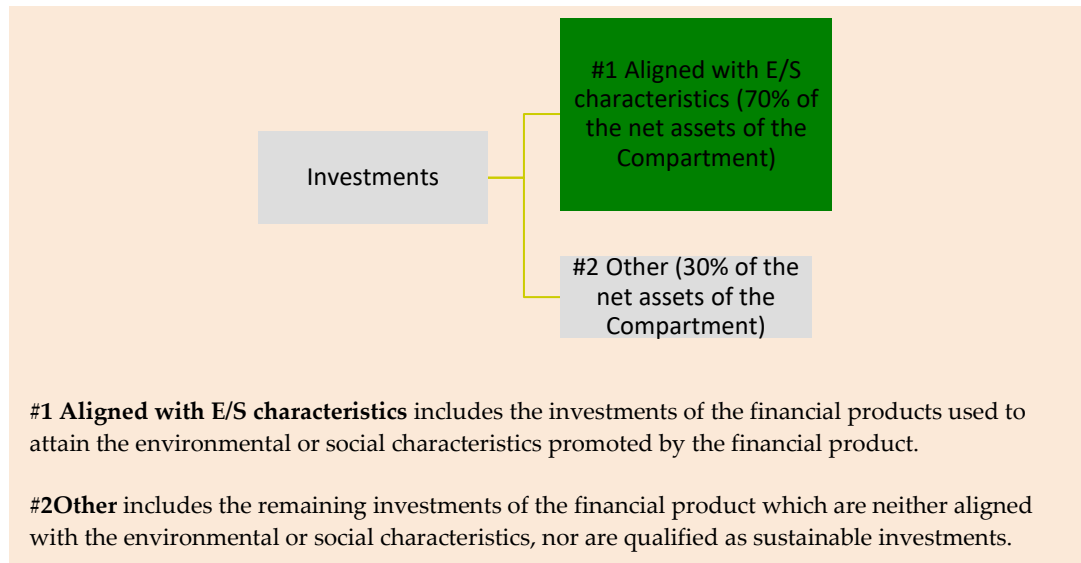 #1 Aligned with E/S
characteristics (70% of
the net assets of the
Compartment)
Investments
#2 Other (30% of the
net assets of the
Compartment)
#1 Aligned with E/S characteristics includes the investments of the financial products used to
attain the environmental or social characteristics promoted by the financial product.
#2Other includes the remaining investments of the financial product which are neither aligned
with the environmental or social characteristics, nor are qualified as sustainable investments.